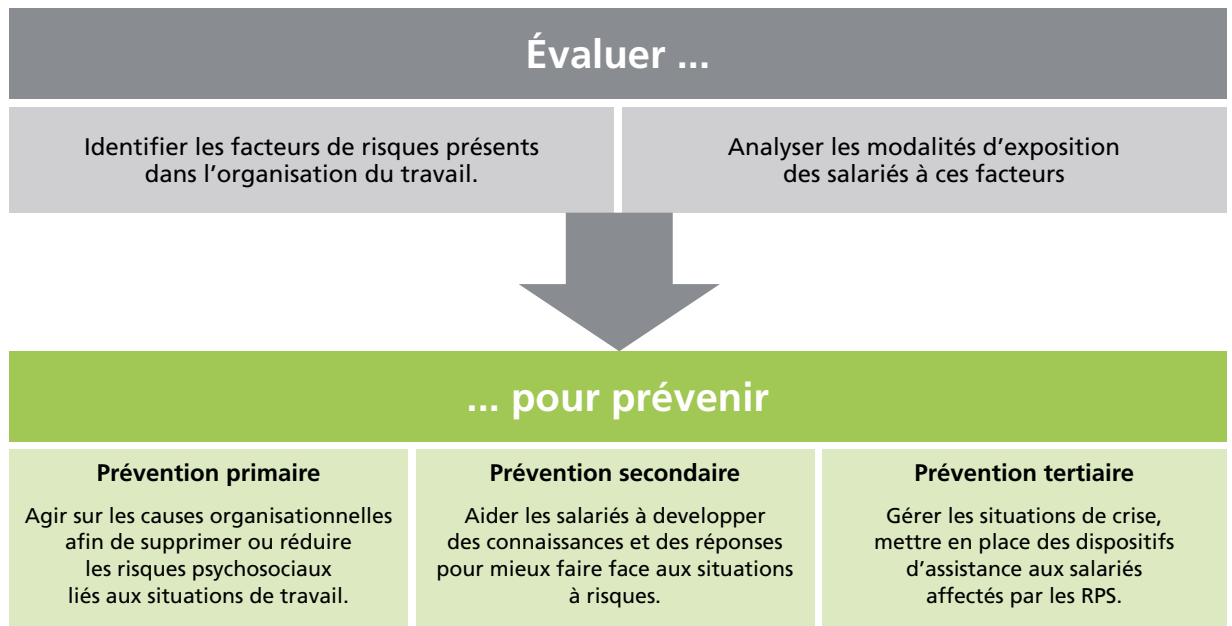 Évaluer ...
Identifier les facteurs de risques présents
dans l'organisation du travail.
Analyser les modalités d'exposition
des salariés à ces facteurs
... pour prévenir
Prévention primaire
Agir sur les causes organisationnelles
afin de supprimer ou réduire
les risques psychosociaux
liés aux situations de travail.
Prévention secondaire
Aider les salariés à developper
des connaissances et des réponses
pour mieux faire face aux situations
à risques.
Prévention tertiaire
Gérer les situations de crise,
mettre en place des dispositifs
d'assistance aux salariés
affectés par les RPS.